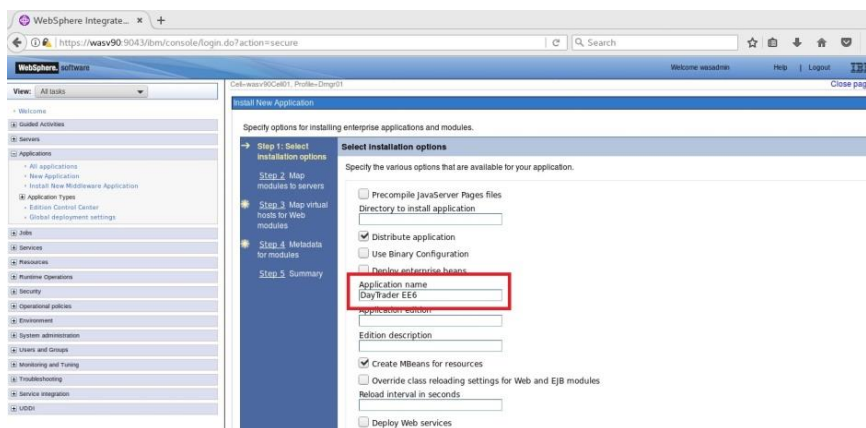 WebSphere Integrate...
https://wasv90:9043/ibm/console/login.do?action=secure
Search
WebSphere. software
Welcome wasadmin
Help | Logout
IBM
View: All tasks
Cell=wasv90Cell01, Profile=Dmgr01
Close pag
Welcome
Guided Activities
Servers
Applications
All applications
New Application
Install New Middleware Application
Application Types
Edition Control Center
Global deployment settings
Jobs
Services
Resources
Runtime Operations
Security
Operational policies
Environment
System administration
Users and Groups
Monitoring and Tuning
Troubleshooting
Service integration
UDDI
Install New Application
Specify options for installing enterprise applications and modules.
Step 1: Select
installation options
Step 2 Map
modules to servers
Step 3 Map virtual
hosts for Web
modules
Step 4 Metadata
for modules
Step 5 Summary
Select installation options
Specify the various options that are available for your application.
Precompile JavaServer Pages files
Directory to install application
Distribute application
Use Binary Configuration
Deploy enterprise beans
Application name
DayTrader EE6
Application edition
Edition description
Create MBeans for resources
Override class reloading settings for Web and EJB modules
Reload interval in seconds
Deploy Web services